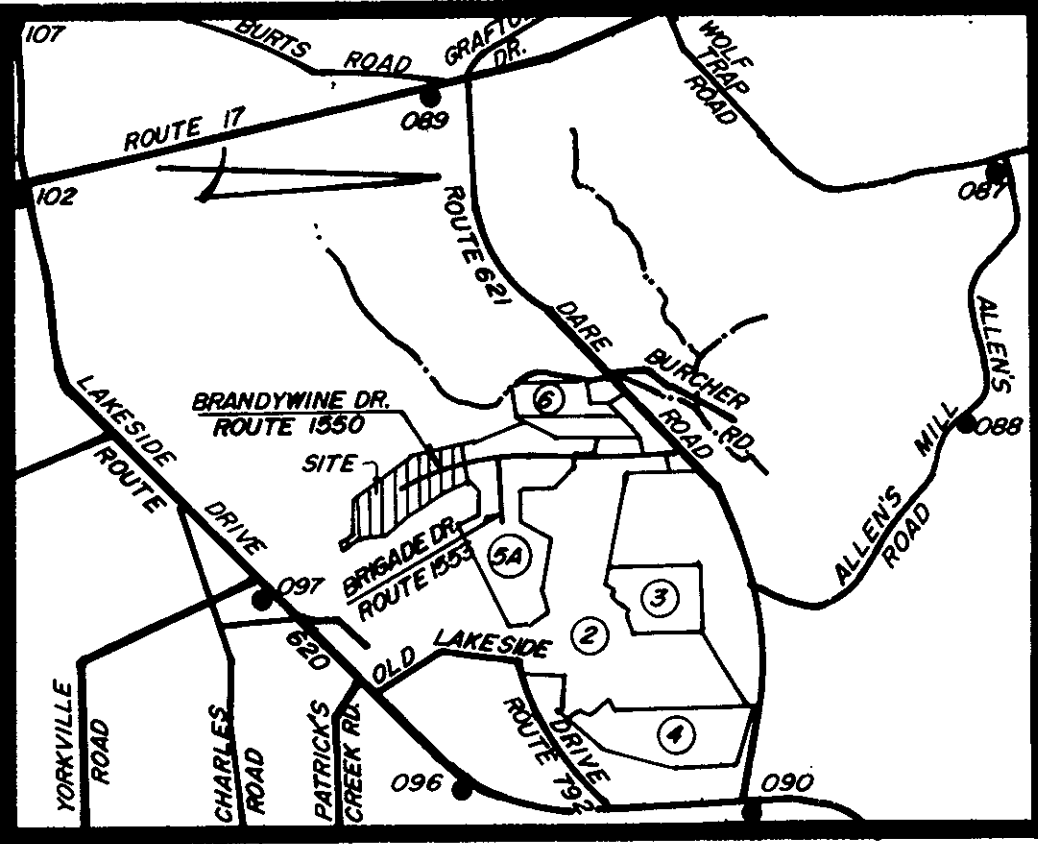 107
BURTS ROAD
DR.
WOLF
TRAP
ROAD
089
ROUTE 17
102
087
ROUTE 621
DARE ROAD
BURCHER RD.
ALLEN'S
MILL
088
LAKESIDE DRIVE
ROUTE
620
BRANDYWINE DR.
ROUTE 1550
6
SITE
ALLEN'S
ROAD
BRIGADE DR.
ROUTE 1553
5A
097
3
2
OLD LAKESIDE DRIVE
ROUTE 792
4
YORKVILLE
ROAD
CHARLES
ROAD
PATRICK'S
CREEK RD.
096
090